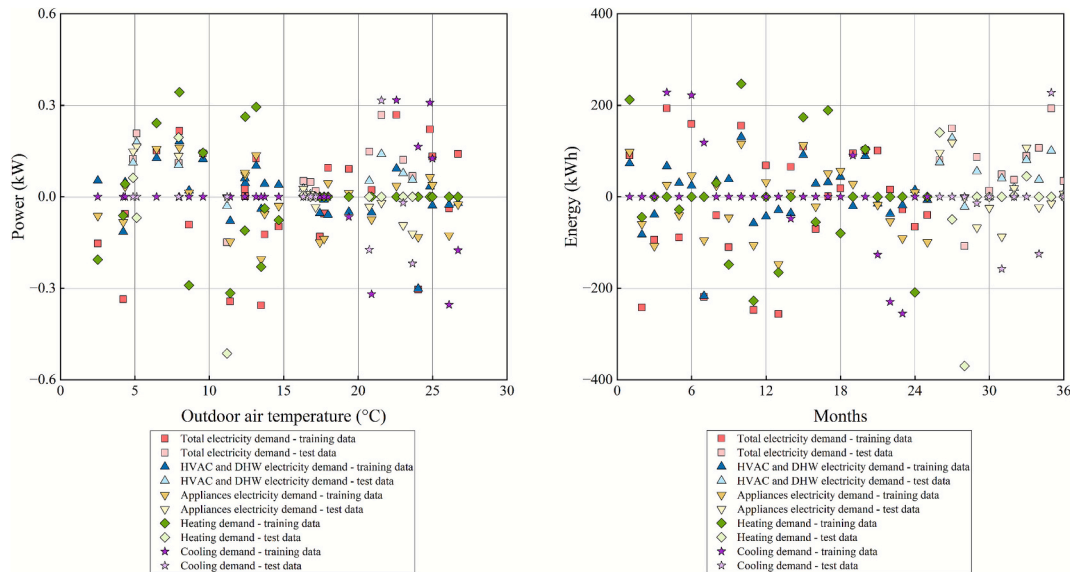 0.6
0.3
0.0
−0.3
−0.6
Power (kW)
0
5
10
15
20
25
30
Outdoor air temperature (°C)
Total electricity demand - training data
Total electricity demand - test data
HVAC and DHW electricity demand - training data
HVAC and DHW electricity demand - test data
Appliances electricity demand - training data
Appliances electricity demand - test data
Heating demand - training data
Heating demand - test data
Cooling demand - training data
Cooling demand - test data
400
200
0
−200
−400
Energy (kWh)
0
6
12
18
24
30
36
Months
Total electricity demand - training data
Total electricity demand - test data
HVAC and DHW electricity demand - training data
HVAC and DHW electricity demand - test data
Appliances electricity demand - training data
Appliances electricity demand - test data
Heating demand - training data
Heating demand - test data
Cooling demand - training data
Cooling demand - test data